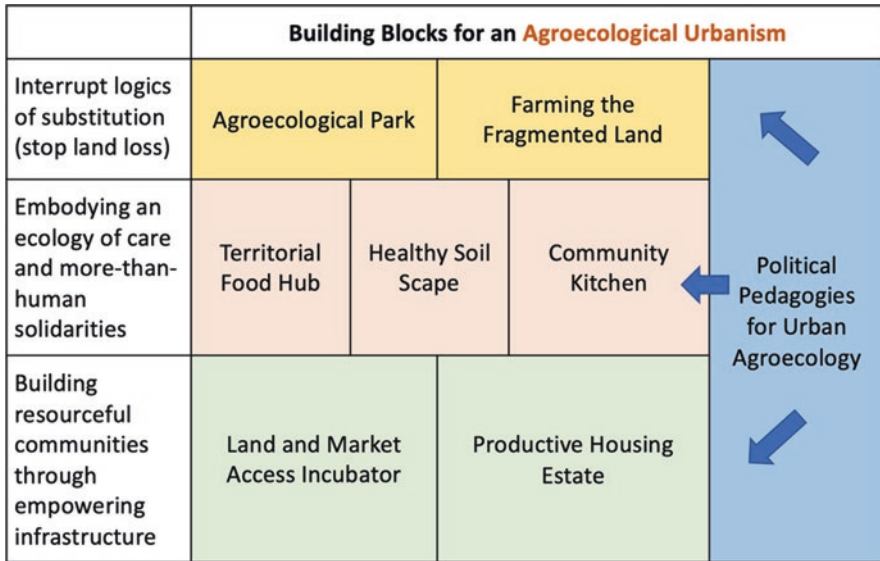 Building Blocks for an Agroecological Urbanism
Interrupt logics
of substitution
(stop land loss)
Agroecological Park
Farming the
Fragmented Land
Embodying an
ecology of care
and more-than-
human
solidarities
Territorial
Food Hub
Healthy Soil
Scape
Community
Kitchen
Political
Pedagogies
for Urban
Agroecology
Building
resourceful
communities
through
empowering
infrastructure
Land and Market
Access Incubator
Productive Housing
Estate